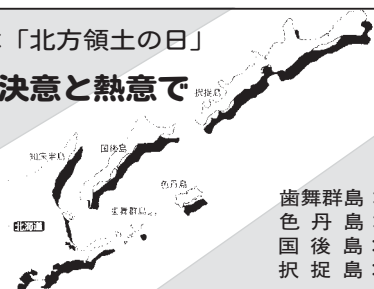 「北方領土の日」
決意と熱意で
択捉島
国後島
知床半島
色丹島
歯舞群島
北海道
歯舞群島
色丹島
国後島
択捉島